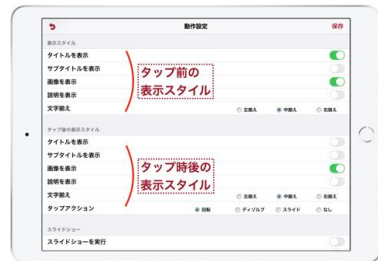 動作設定
保存
表示スタイル
タイトルを表示
サブタイトルを表示
画像を表示
説明を表示
文字揃え
左揃え 中揃え 右揃え
タップ前の
表示スタイル
タップ後の表示スタイル
タイトルを表示
サブタイトルを表示
画像を表示
説明を表示
文字揃え
左揃え 中揃え 右揃え
タップアクション
回転 ディゾルブ スライド なし
タップ時後の
表示スタイル
スライドショー
スライドショーを実行